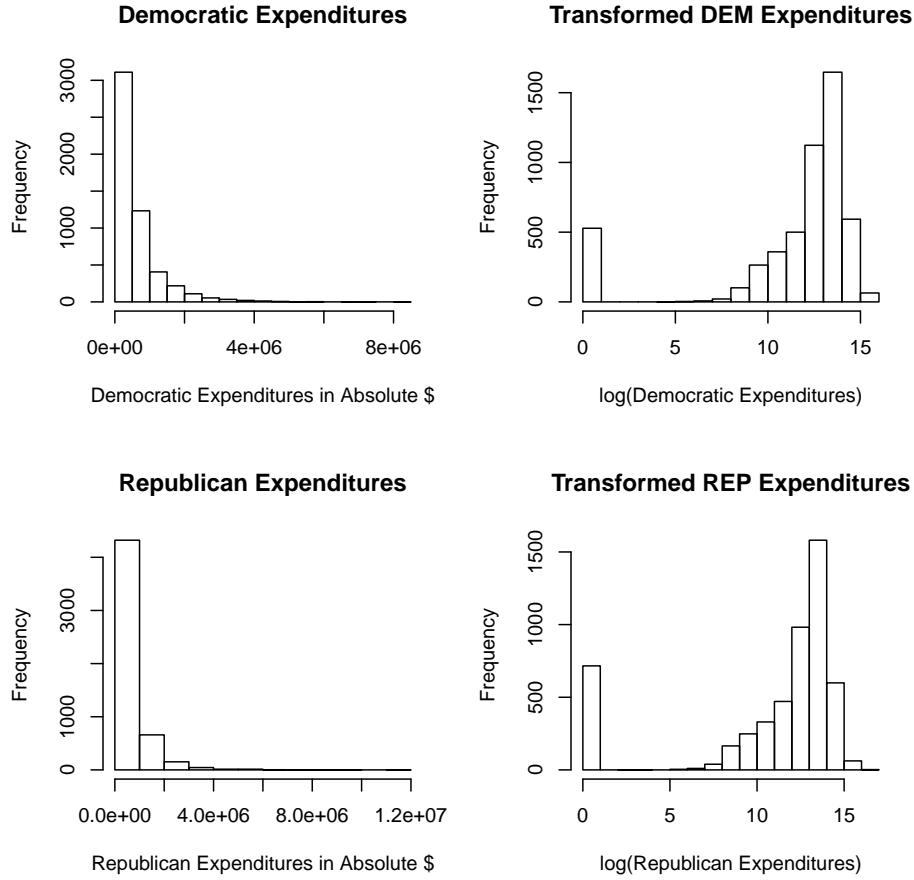 Democratic Expenditures
Frequency
0 1000 2000 3000
0e+00 4e+06 8e+06
Democratic Expenditures in Absolute $
Transformed DEM Expenditures
Frequency
0 500 1000 1500
0 5 10 15
log(Democratic Expenditures)
Republican Expenditures
Frequency
0 1000 3000
0.0e+00 4.0e+06 8.0e+06 1.2e+07
Republican Expenditures in Absolute $
Transformed REP Expenditures
Frequency
0 500 1000 1500
0 5 10 15
log(Republican Expenditures)